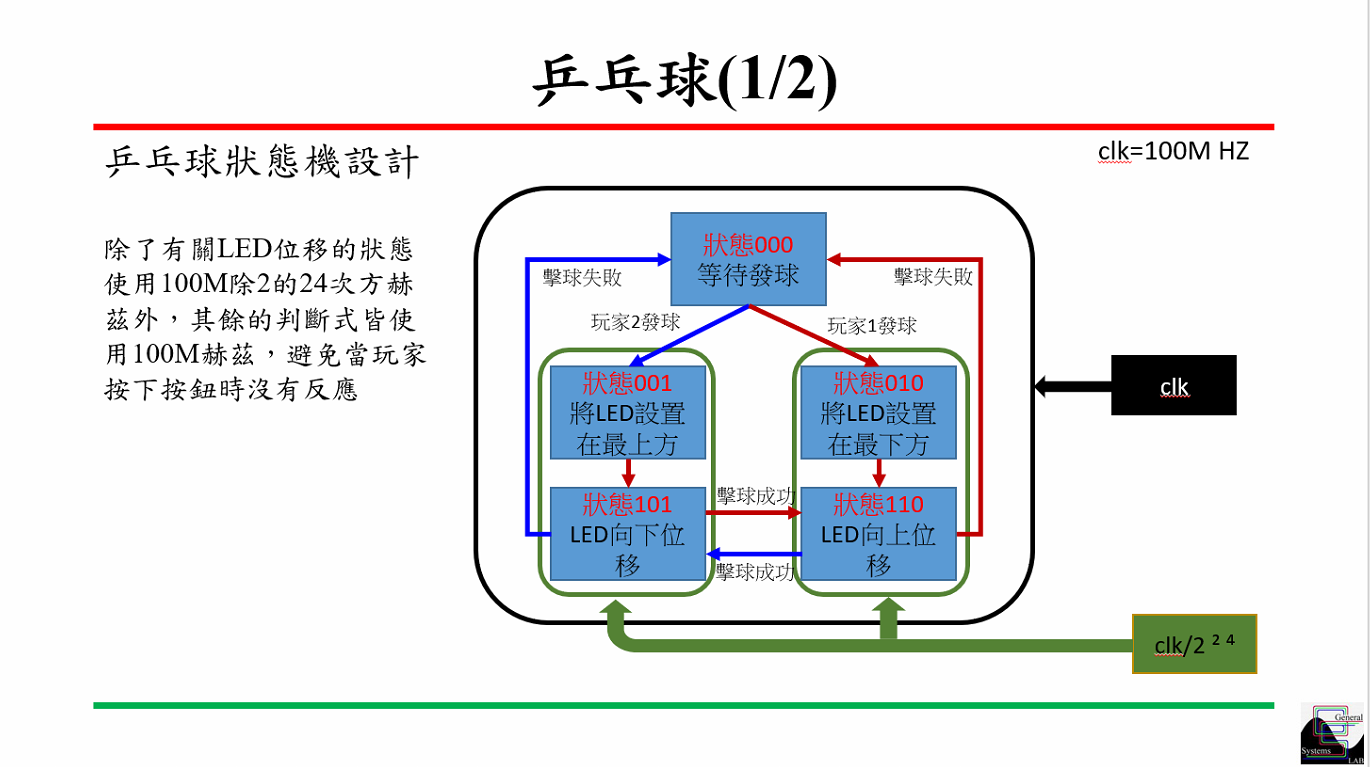 乒乓球(1/2)
乒乓球狀態機設計
clk=100M HZ
除了有關LED位移的狀態
使用100M除2的24次方赫
茲外，其餘的判斷式皆使
用100M赫茲，避免當玩家
按下按鈕時沒有反應
狀態000
等待發球
擊球失敗
擊球失敗
玩家2發球
玩家1發球
狀態001
將LED設置
在最上方
狀態010
將LED設置
在最下方
clk
擊球成功
狀態101
LED向下位
移
狀態110
LED向上位
移
擊球成功
clk/2 ² ⁴
General
Systems
LAB